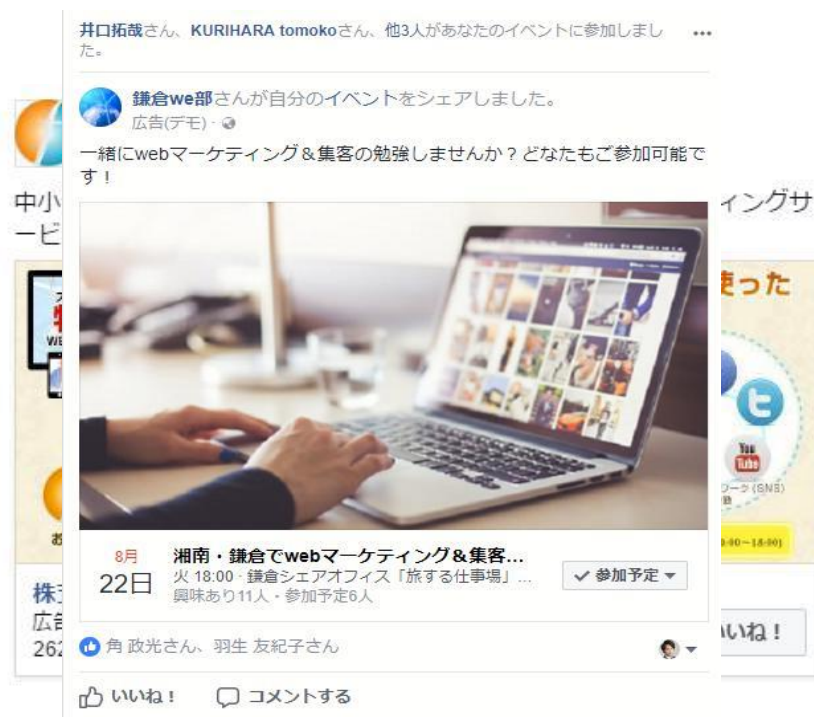 井口拓哉さん、KURIHARA tomokoさん、他3人があなたのイベントに参加しまし
た。
鎌倉we部さんが自分のイベントをシェアしました。
広告(デモ)
一緒にwebマーケティング＆集客の勉強しませんか？どなたもご参加可能で
す！
中小
ィングサ
ービ
使った
You
Tube
ーク(SNS)
00～18:00)
8月
22日
湘南・鎌倉でwebマーケティング＆集客...
火 18:00 · 鎌倉シェアオフィス「旅する仕事場」...
興味あり11人・参加予定6人
参加予定
株
広告
262
いね！
角 政光さん、羽生 友紀子さん
いいね！
コメントする